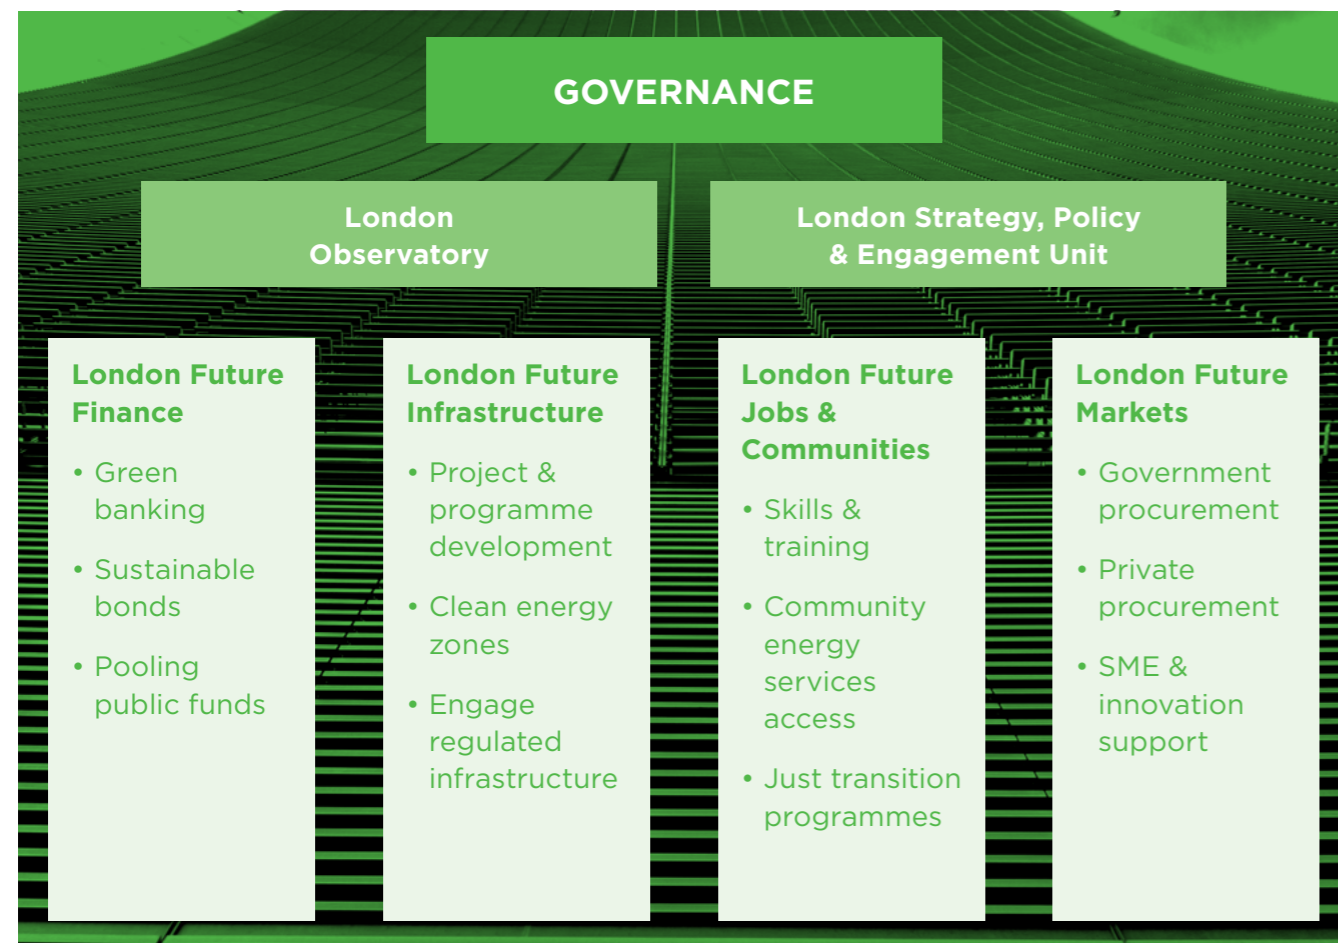 GOVERNANCE
London
Observatory
London Strategy, Policy
& Engagement Unit
London Future
Finance
• Green
banking
• Sustainable
bonds
• Pooling
public funds
London Future
Infrastructure
• Project &
programme
development
• Clean energy
zones
• Engage
regulated
infrastructure
London Future
Jobs &
Communities
• Skills &
training
• Community
energy
services
access
• Just transition
programmes
London Future
Markets
• Government
procurement
• Private
procurement
• SME &
innovation
support